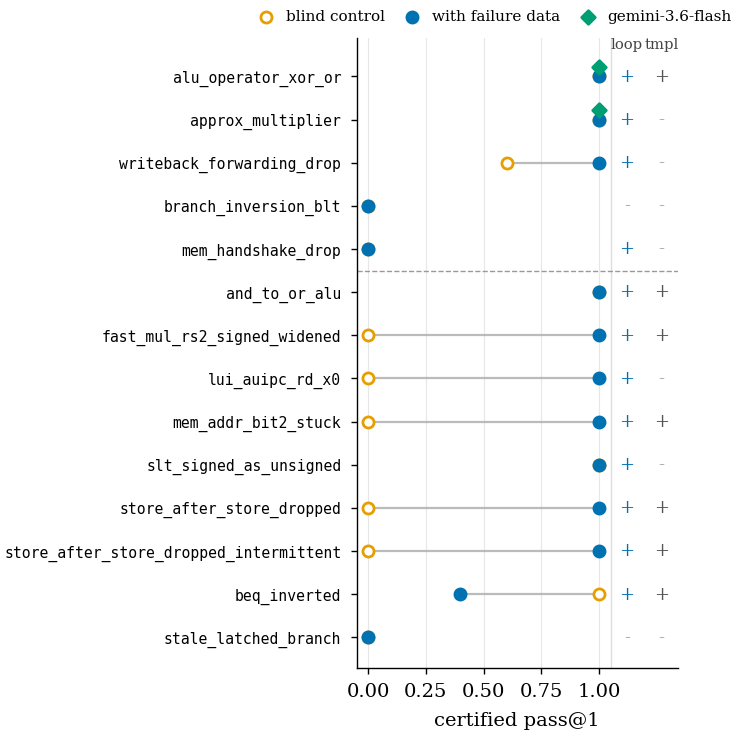 blind control with failure data gemini-3.6-flash
loop tmpl
alu_operator_xor_or + +
approx_multiplier + -
writeback_forwarding_drop + -
branch_inversion_blt - -
mem_handshake_drop + -
and_to_or_alu + +
fast_mul_rs2_signed_widened + +
lui_auipc_rd_x0 + -
mem_addr_bit2_stuck + +
slt_signed_as_unsigned + -
store_after_store_dropped + +
store_after_store_dropped_intermittent + +
beq_inverted + +
stale_latched_branch - -
0.00 0.25 0.50 0.75 1.00
certified pass@1